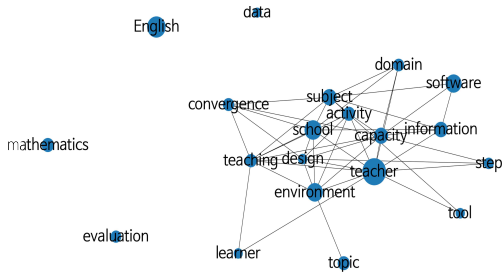 data
English
domain
software
subject
convergence
activity
school
capacity
information
mathematics
teaching
design
step
teacher
environment
tool
evaluation
learner
topic